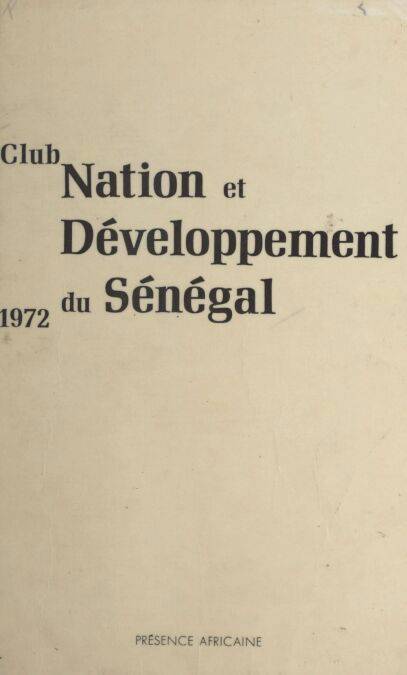 Club
Nation et
Développement
1972 du Sénégal
PRÉSENCE AFRICAINE